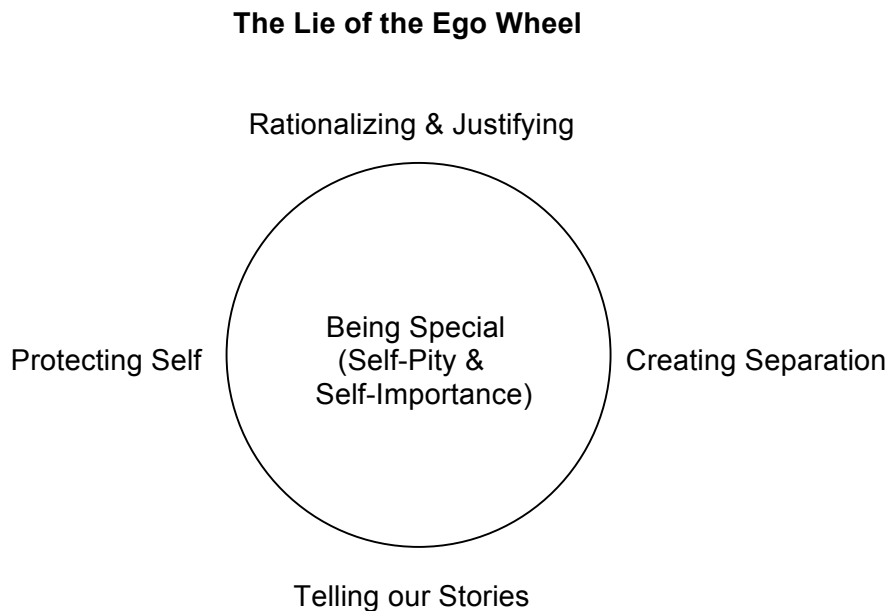 The Lie of the Ego Wheel
Rationalizing & Justifying
Being Special
(Self-Pity &
Self-Importance)
Protecting Self
Creating Separation
Telling our Stories